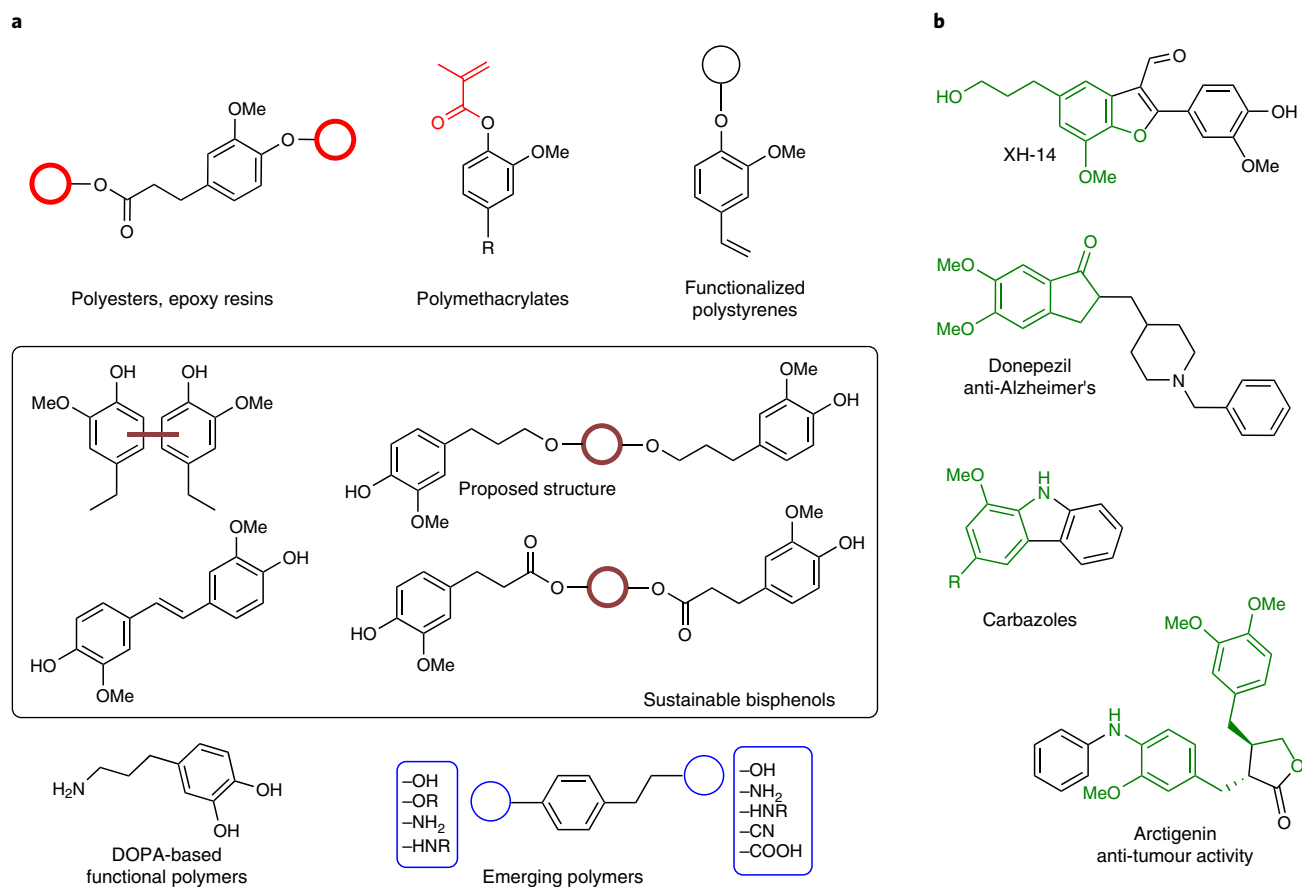 a
OMe
O
O
O
O
O
OMe
R
O
OMe
Polyesters, epoxy resins
Polymethacrylates
Functionalized
polystyrenes
OH
OH
MeO
OMe
OMe
OH
O
O
HO
OMe
Proposed structure
OMe
OH
HO
OMe
O
O
O
O
OMe
OH
HO
OMe
Sustainable bisphenols
H2N
OH
OH
DOPA-based
functional polymers
–OH
–OR
–NH2
–HNR
–OH
–NH2
–HNR
–CN
–COOH
Emerging polymers
b
O
HO
O
OH
OMe
OMe
XH-14
O
MeO
MeO
N
Donepezil
anti-Alzheimer's
MeO
H
N
R
Carbazoles
OMe
MeO
H
N
MeO
O
O
Arctigenin
anti-tumour activity